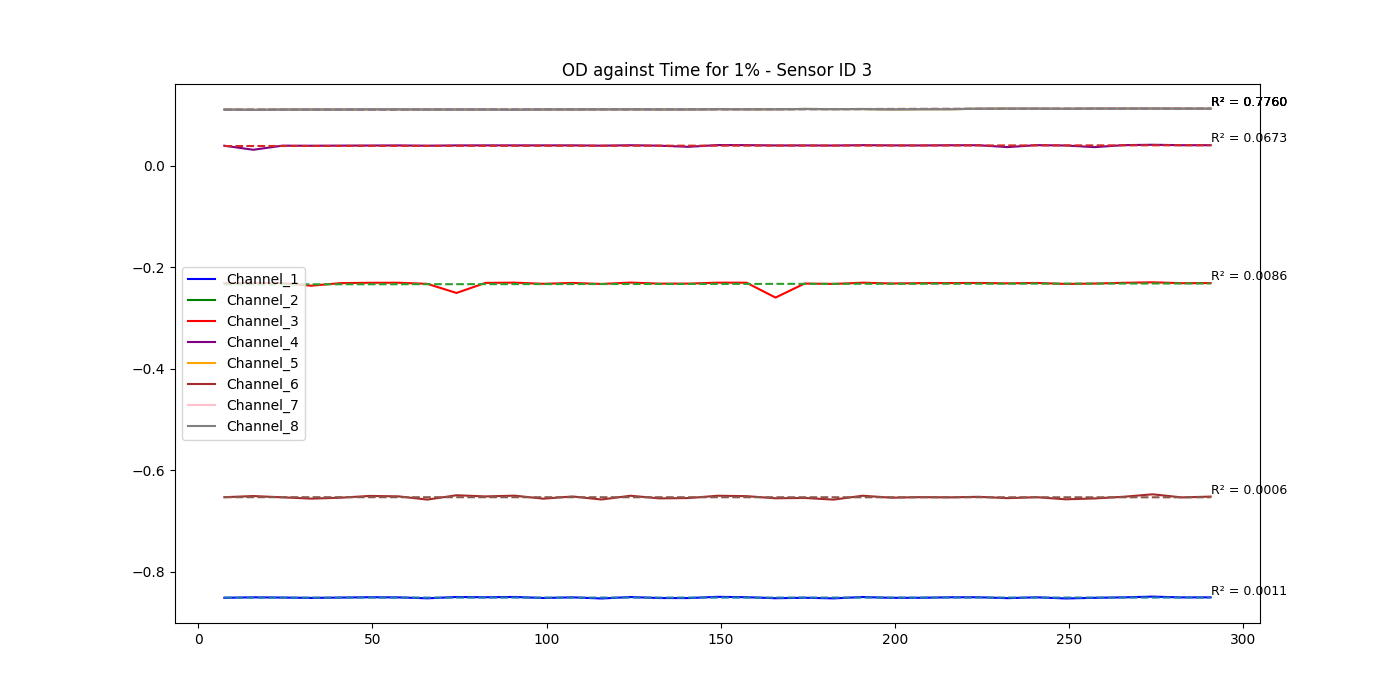 OD against Time for 1% - Sensor ID 3
R² = 0.7760
R² = 0.0673
0.0
−0.2
R² = 0.0086
Channel_1
Channel_2
Channel_3
Channel_4
Channel_5
Channel_6
Channel_7
Channel_8
−0.4
−0.6
R² = 0.0006
−0.8
R² = 0.0011
0 50 100 150 200 250 300